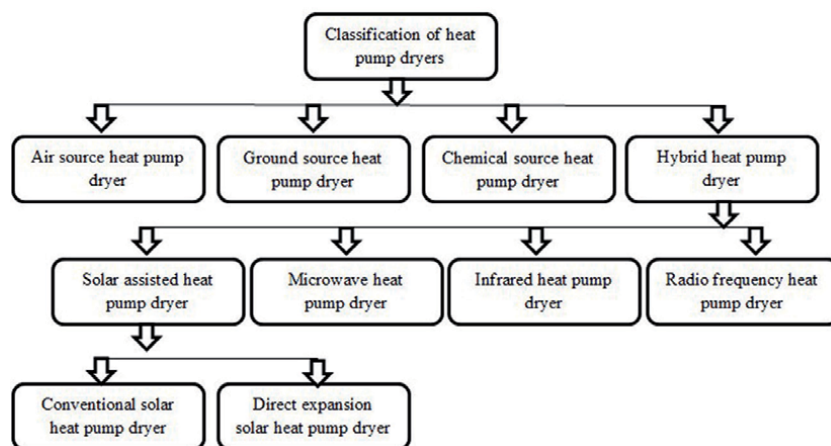 Classification of heat
pump dryers
Air source heat pump
dryer
Ground source heat
pump dryer
Chemical source heat
pump dryer
Hybrid heat pump
dryer
Solar assisted heat
pump dryer
Microwave heat
pump dryer
Infrared heat pump
dryer
Radio frequency heat
pump dryer
Conventional solar
heat pump dryer
Direct expansion
solar heat pump dryer